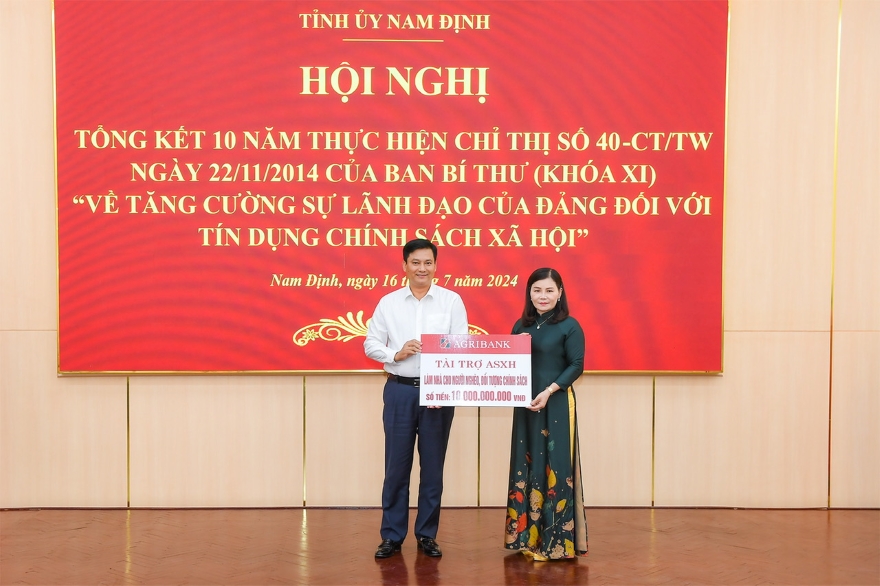 TỈNH ỦY NAM ĐỊNH
HỘI NGHỊ
TỔNG KẾT 10 NĂM THỰC HIỆN CHỈ THỊ SỐ 40-CT/TW
NGÀY 22/11/2014 CỦA BAN BÍ THƯ (KHÓA XI)
“VỀ TĂNG CƯỜNG SỰ LÃNH ĐẠO CỦA ĐẢNG ĐỐI VỚI
TÍN DỤNG CHÍNH SÁCH XÃ HỘI”
Nam Định, ngày 16 7 năm 2024
AGRIBANK
TÀI TRỢ ASXH
LÀM NHÀ CHO NGƯỜI NGHÈO, ĐỐI TƯỢNG CHÍNH SÁCH
SỐ TIỀN: 10 000.000.000 VNĐ